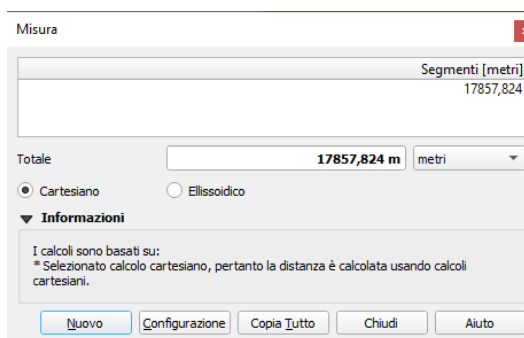 Misura
Segmenti [metri]
17857,824
Totale
17857,824 m
metri
Cartesiano
Ellissoidico
Informazioni
I calcoli sono basati su:
* Selezionato calcolo cartesiano, pertanto la distanza è calcolata usando calcoli
cartesiani.
Nuovo
Configurazione
Copia Tutto
Chiudi
Aiuto